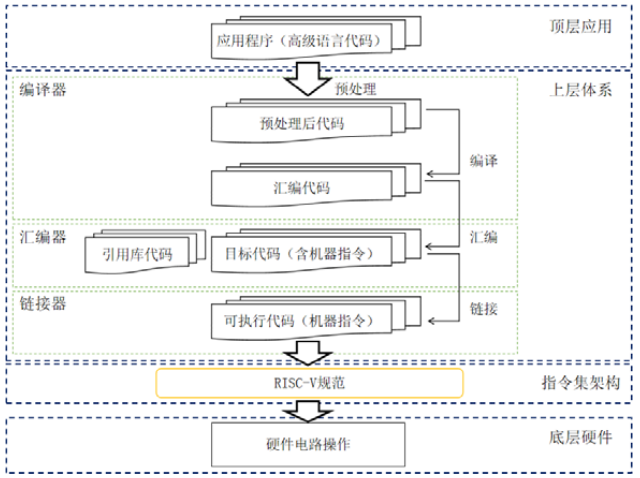 顶层应用
应用程序（高级语言代码）
预处理
编译器
上层体系
预处理后代码
编译
汇编代码
汇编器
引用库代码
目标代码（含机器指令）
汇编
链接器
可执行代码（机器指令）
链接
RISC-V规范
指令集架构
底层硬件
硬件电路操作